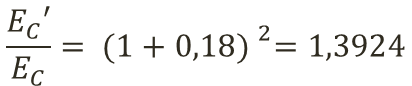 E_C′/E_C = (1 + 0,18)² = 1,3924